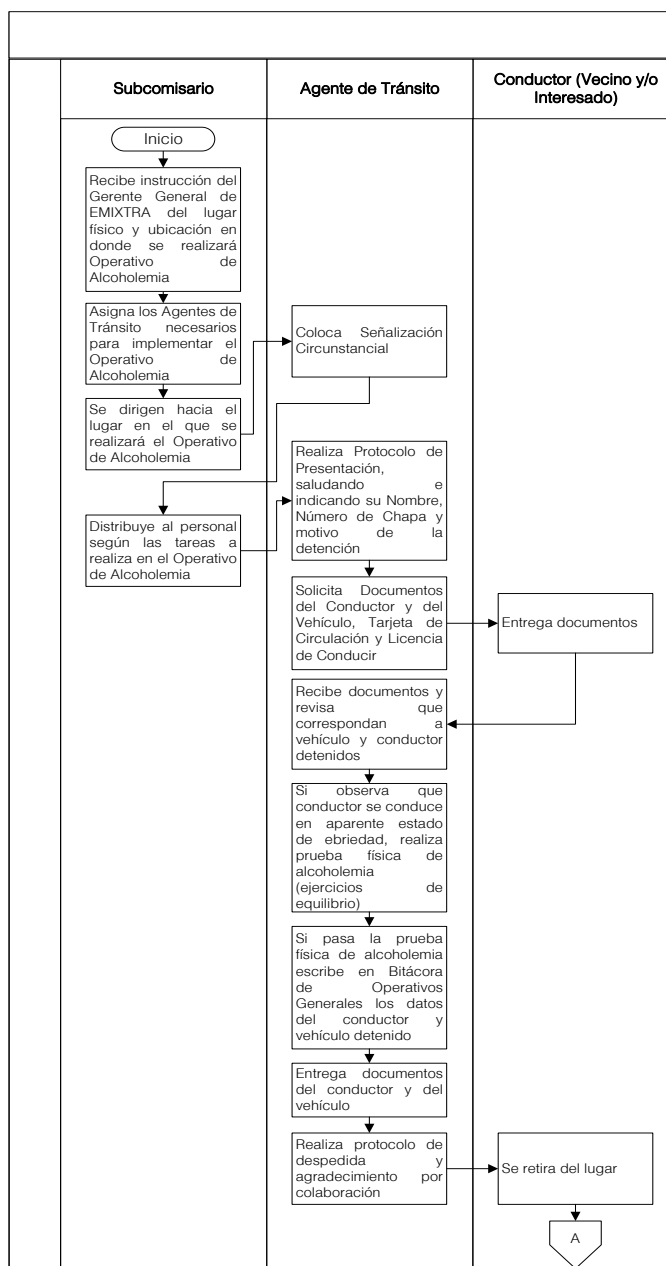 Subcomisario
Agente de Tránsito
Conductor (Vecino y/o
Interesado)
Inicio
Recibe instrucción del
Gerente General de
EMIXTRA del lugar
físico y ubicación en
donde se realizará
Operativo de
Alcoholemia
Asigna los Agentes de
Tránsito necesarios
para implementar el
Operativo de
Alcoholemia
Se dirigen hacia el
lugar en el que se
realizará el Operativo
de Alcoholemia
Coloca Señalización
Circunstancial
Distribuye al personal
según las tareas a
realiza en el Operativo
de Alcoholemia
Realiza Protocolo de
Presentación,
saludando e
indicando su Nombre,
Número de Chapa y
motivo de la
detención
Solicita Documentos
del Conductor y del
Vehículo, Tarjeta de
Circulación y Licencia
de Conducir
Entrega documentos
Recibe documentos y
revisa que
correspondan a
vehículo y conductor
detenidos
Si observa que
conductor se conduce
en aparente estado
de ebriedad, realiza
prueba física de
alcoholemia
(ejercicios de
equilibrio)
Si pasa la prueba
física de alcoholemia
escribe en Bitácora
de Operativos
Generales los datos
del conductor y
vehículo detenido
Entrega documentos
del conductor y del
vehículo
Realiza protocolo de
despedida y
agradecimiento por
colaboración
Se retira del lugar
A